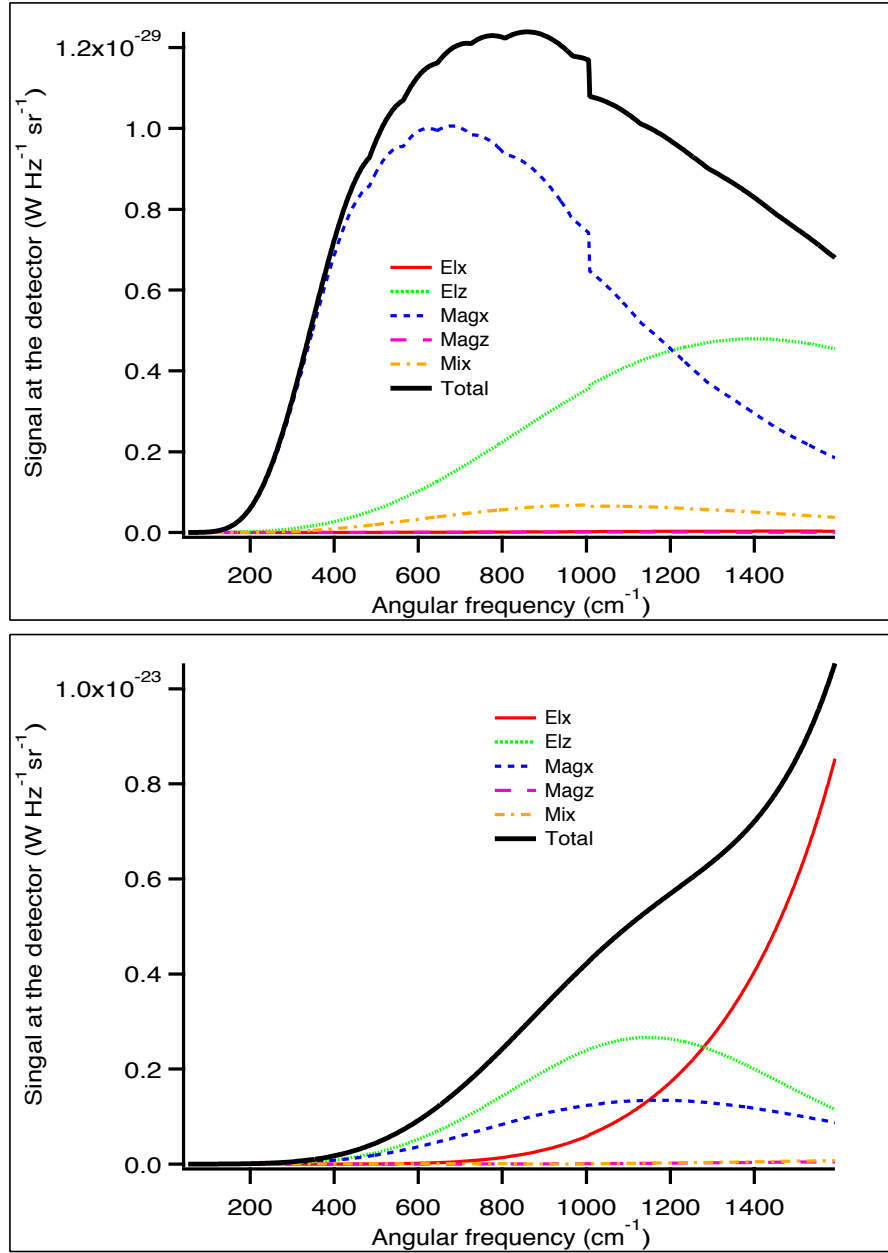 1.2x10⁻²⁹
1.0
0.8
0.6
0.4
0.2
0.0
Signal at the detector (W Hz⁻¹ sr⁻¹)
Elx
Elz
Magx
Magz
Mix
Total
200 400 600 800 1000 1200 1400
Angular frequency (cm⁻¹)
1.0x10⁻²³
0.8
0.6
0.4
0.2
0.0
Singal at the detector (W Hz⁻¹ sr⁻¹)
Elx
Elz
Magx
Magz
Mix
Total
200 400 600 800 1000 1200 1400
Angular frequency (cm⁻¹)